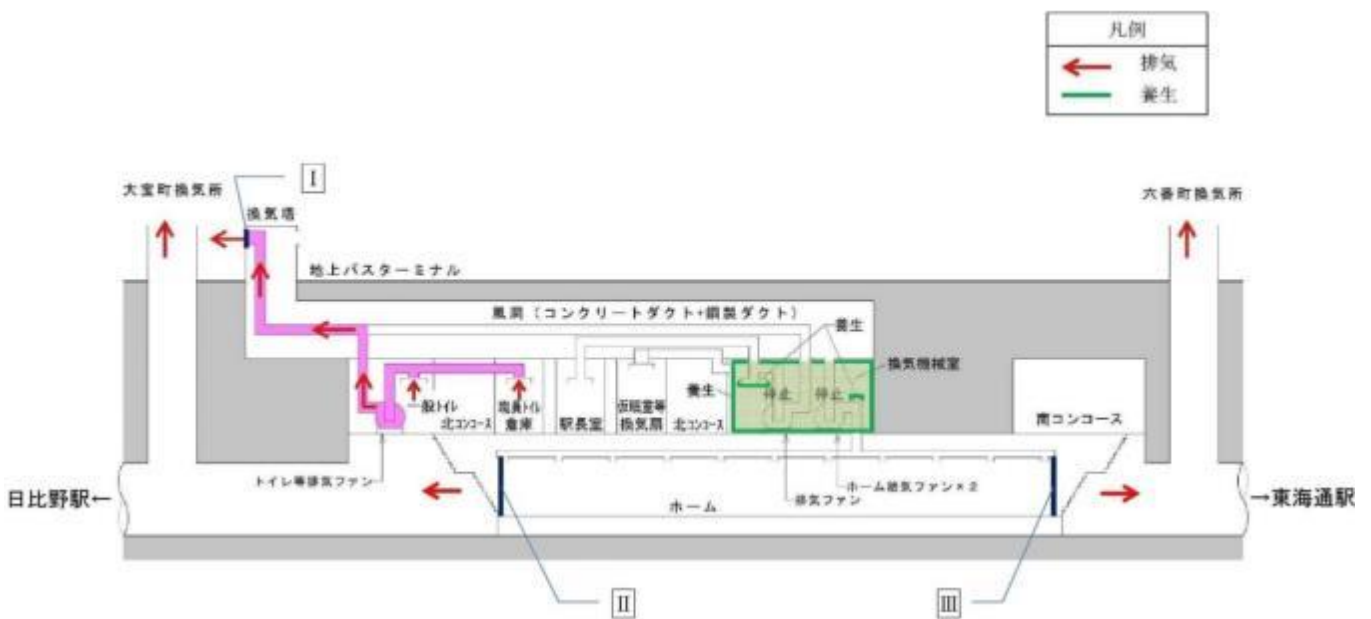 凡例
排気
養生
Ⅰ
大宝町換気所
換気塔
六番町換気所
地上バスターミナル
風洞(コンクリートダクト+鋼製ダクト)
養生
換気機械室
養生
停止
停止
一般トイレ
北コンコース
職員トイレ
倉庫
駅長室
仮眠室等
換気扇
北コンコース
南コンコース
トイレ等排気ファン
ホーム給気ファン×2
排気ファン
ホーム
日比野駅←
→東海通駅
Ⅱ
Ⅲ